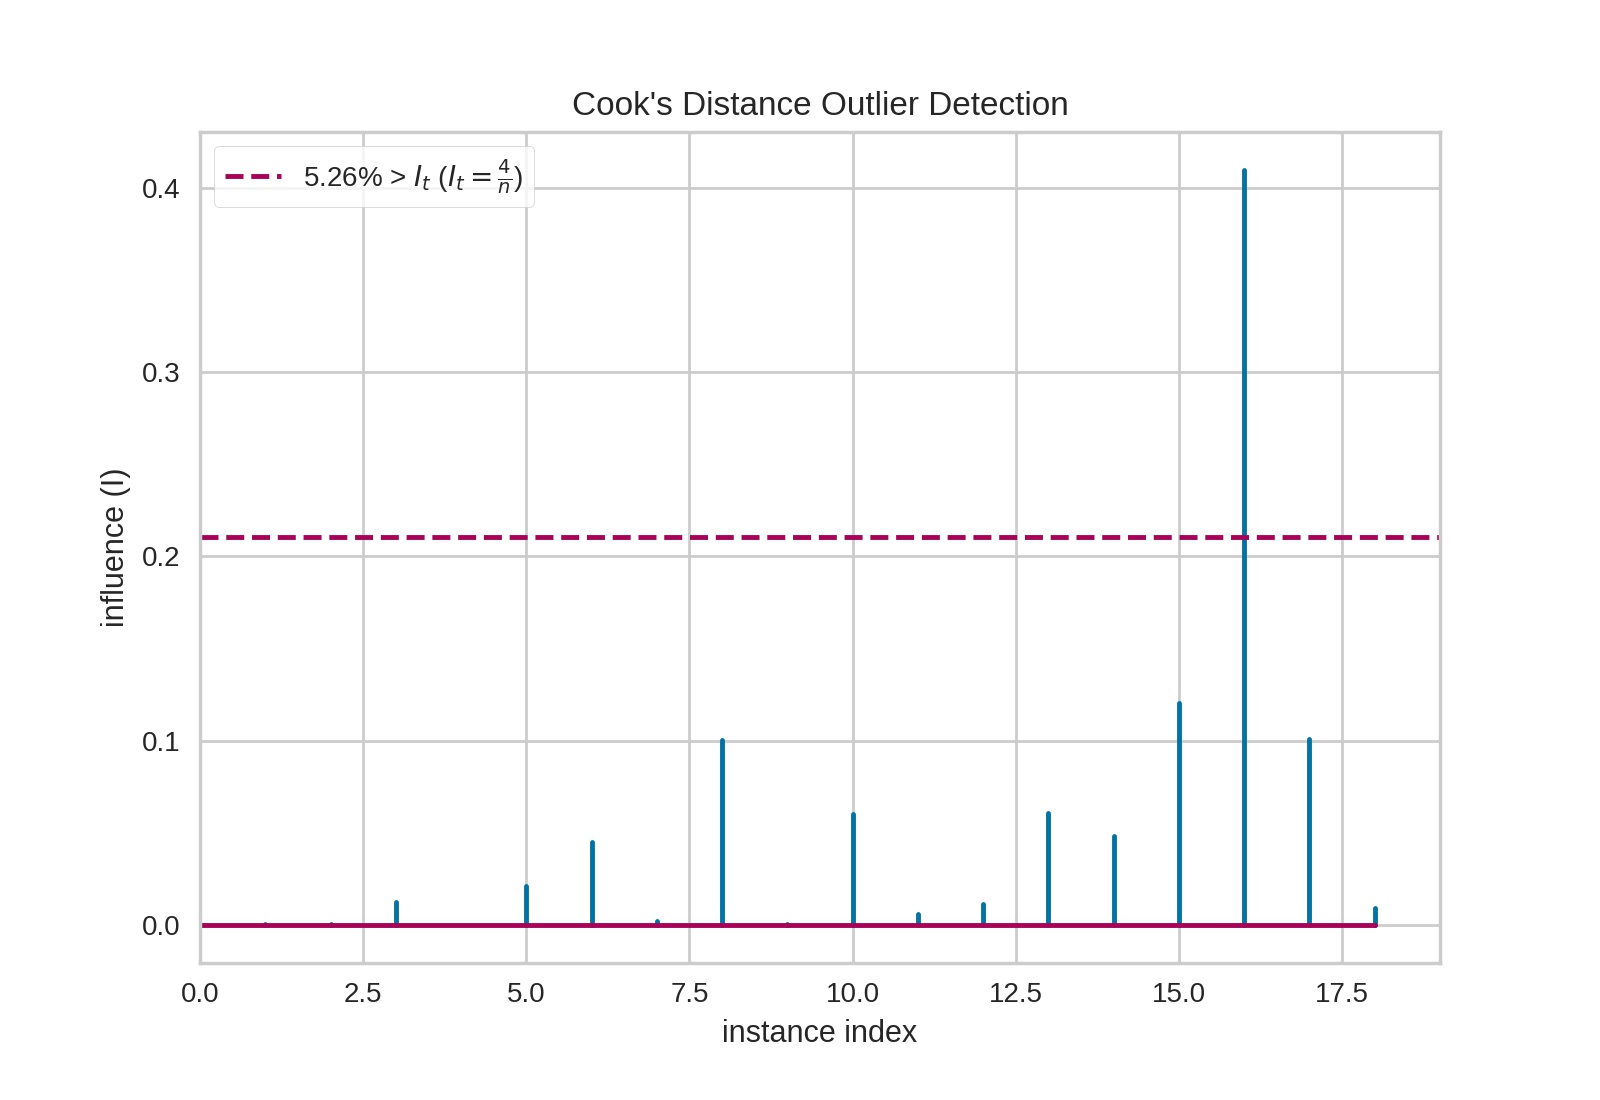 Cook's Distance Outlier Detection
5.26% > I_t (I_t = 4/n)
0.4
0.3
0.2
0.1
0.0
influence (I)
0.0 2.5 5.0 7.5 10.0 12.5 15.0 17.5
instance index